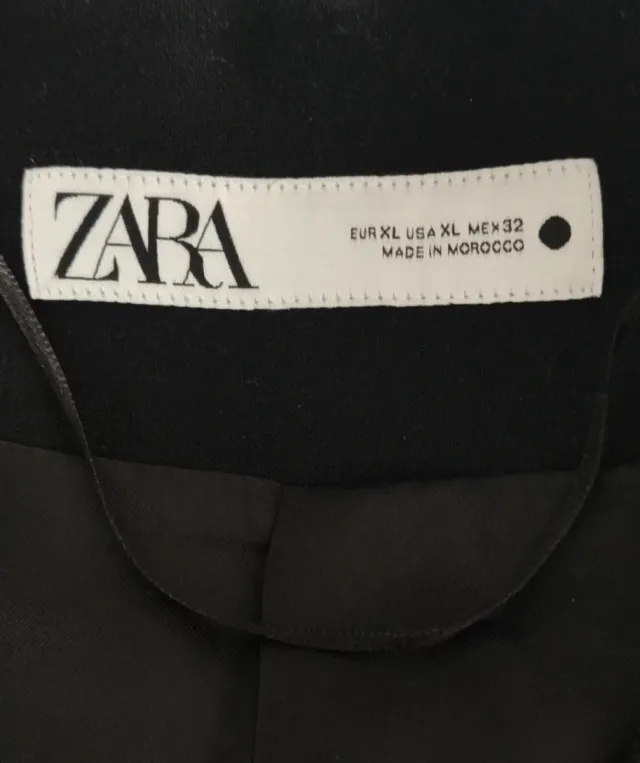 ZARA
EUR XL USA XL MEX 32
MADE IN MOROCCO